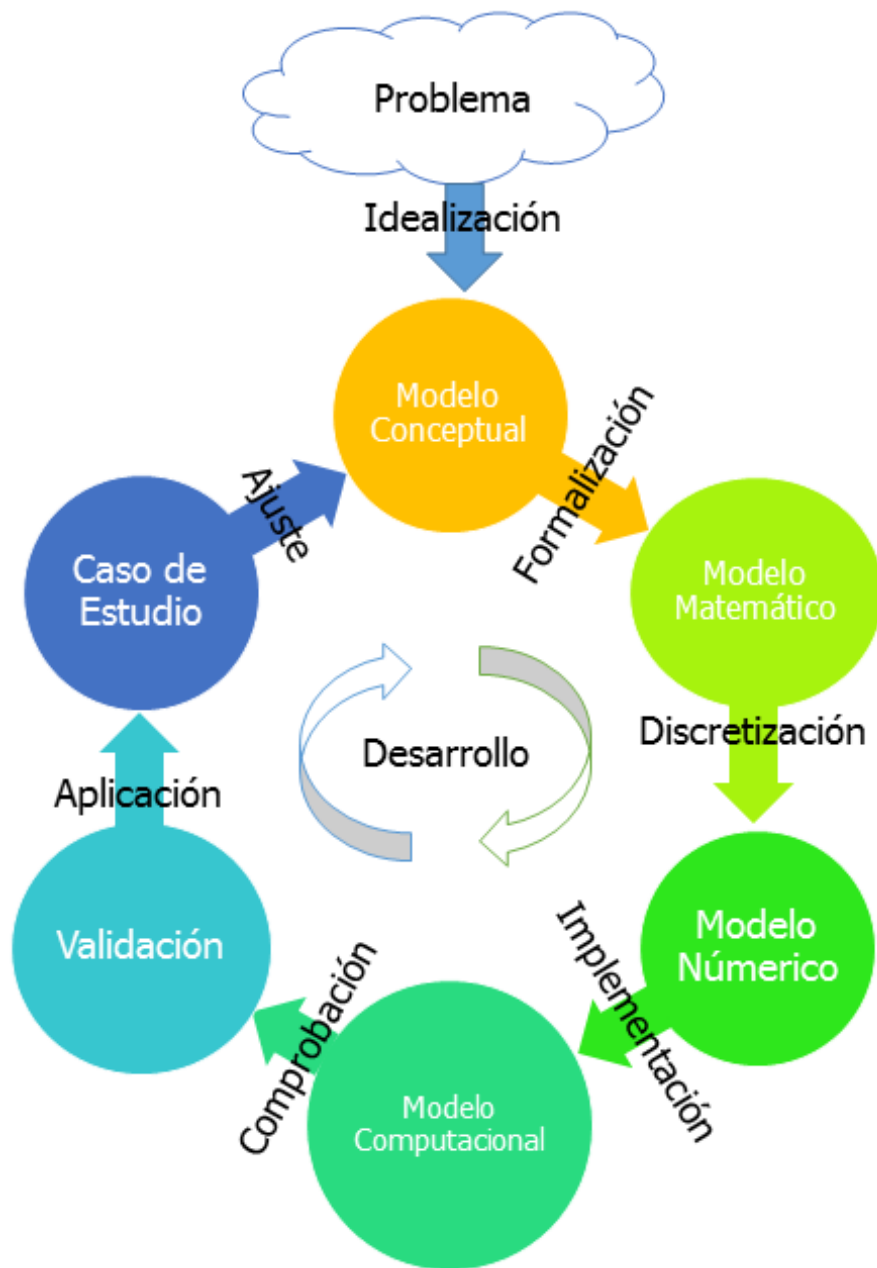 Problema
Idealización
Modelo
Conceptual
Formalización
Modelo
Matemático
Discretización
Modelo
Númerico
Implementación
Modelo
Computacional
Comprobación
Validación
Aplicación
Caso de
Estudio
Ajuste
Desarrollo